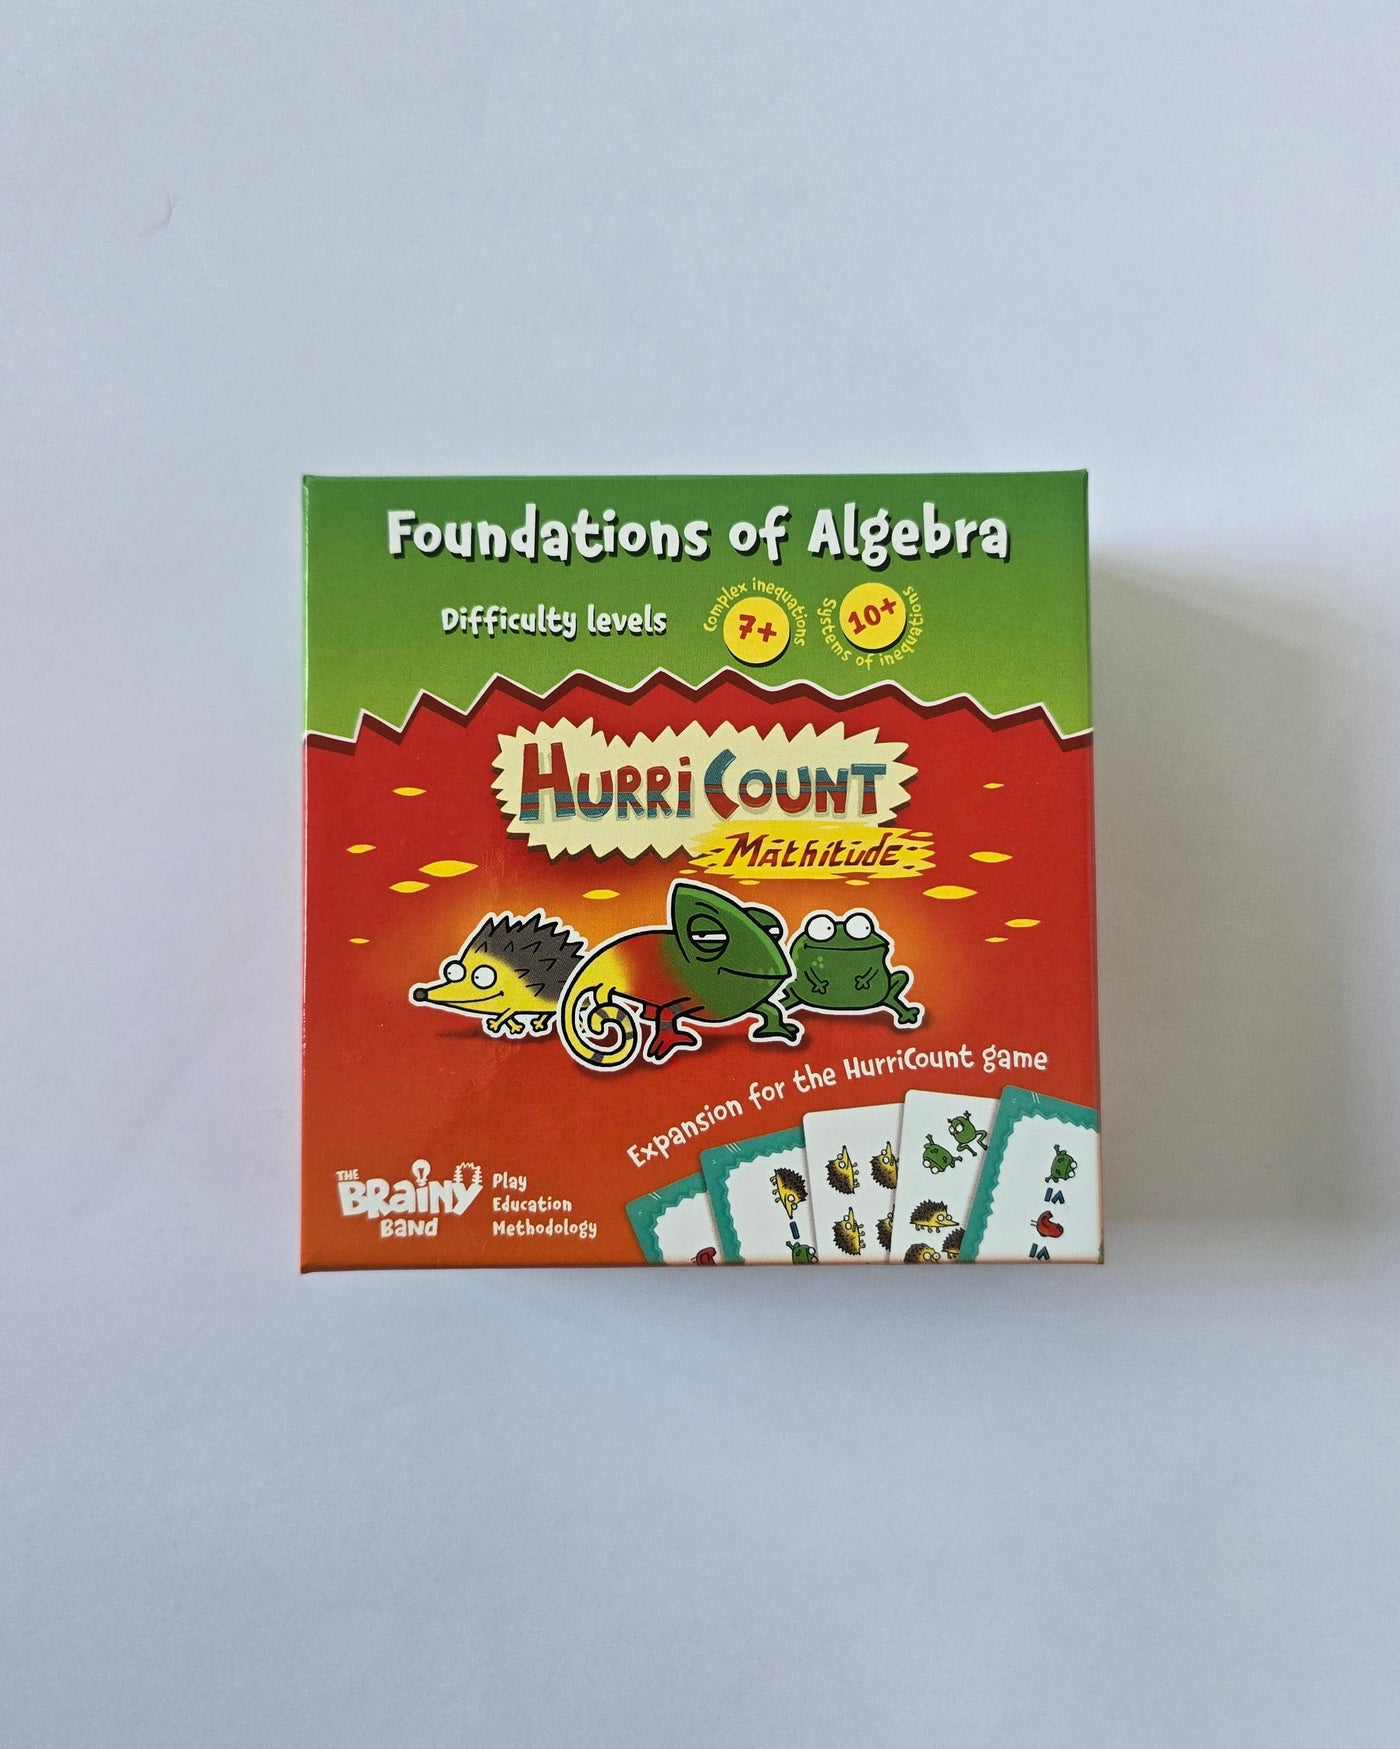 Foundations of Algebra
Difficulty levels
Complex inequations
7+
Systems of inequations
10+
HURRiCOUNT
MAthituDE
Expansion for the HurriCount game
THE
BRAiNY
BAND
Play
Education
Methodology